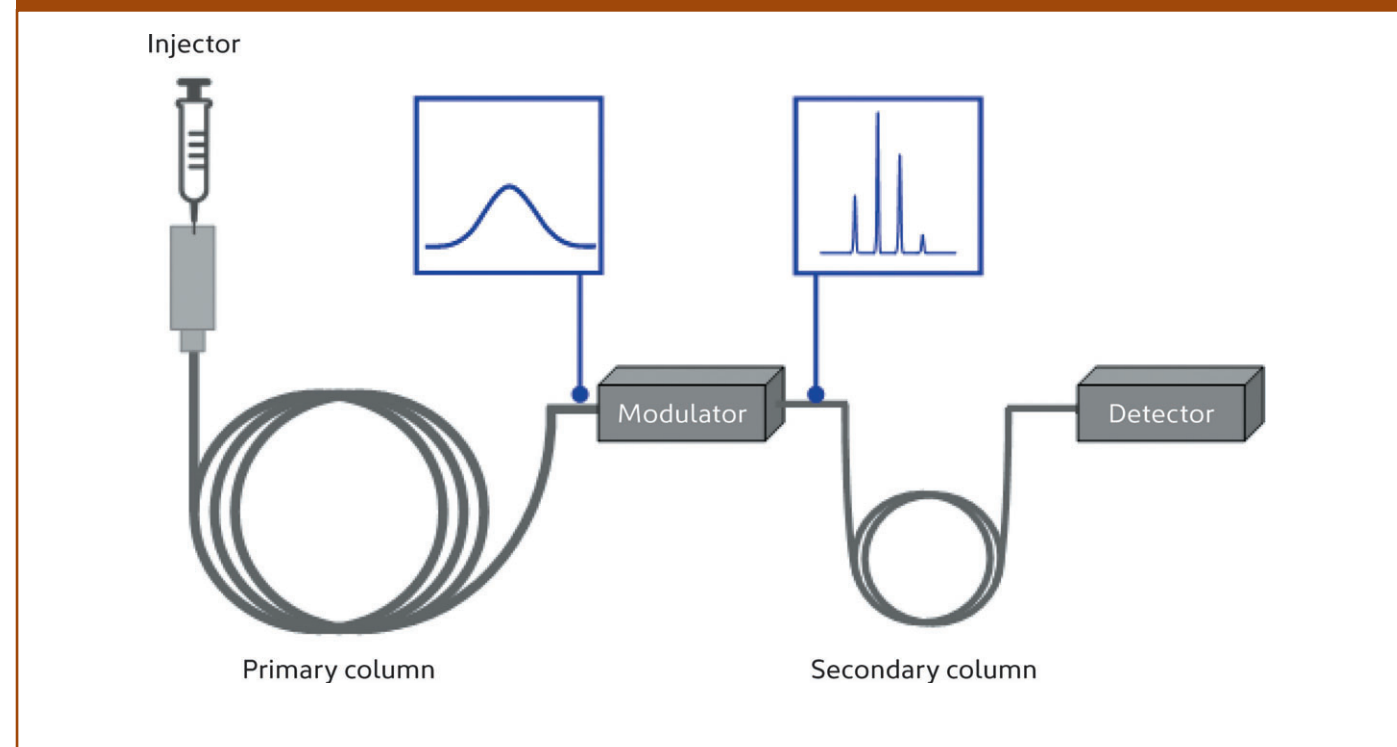 Injector
Modulator
Detector
Primary column
Secondary column